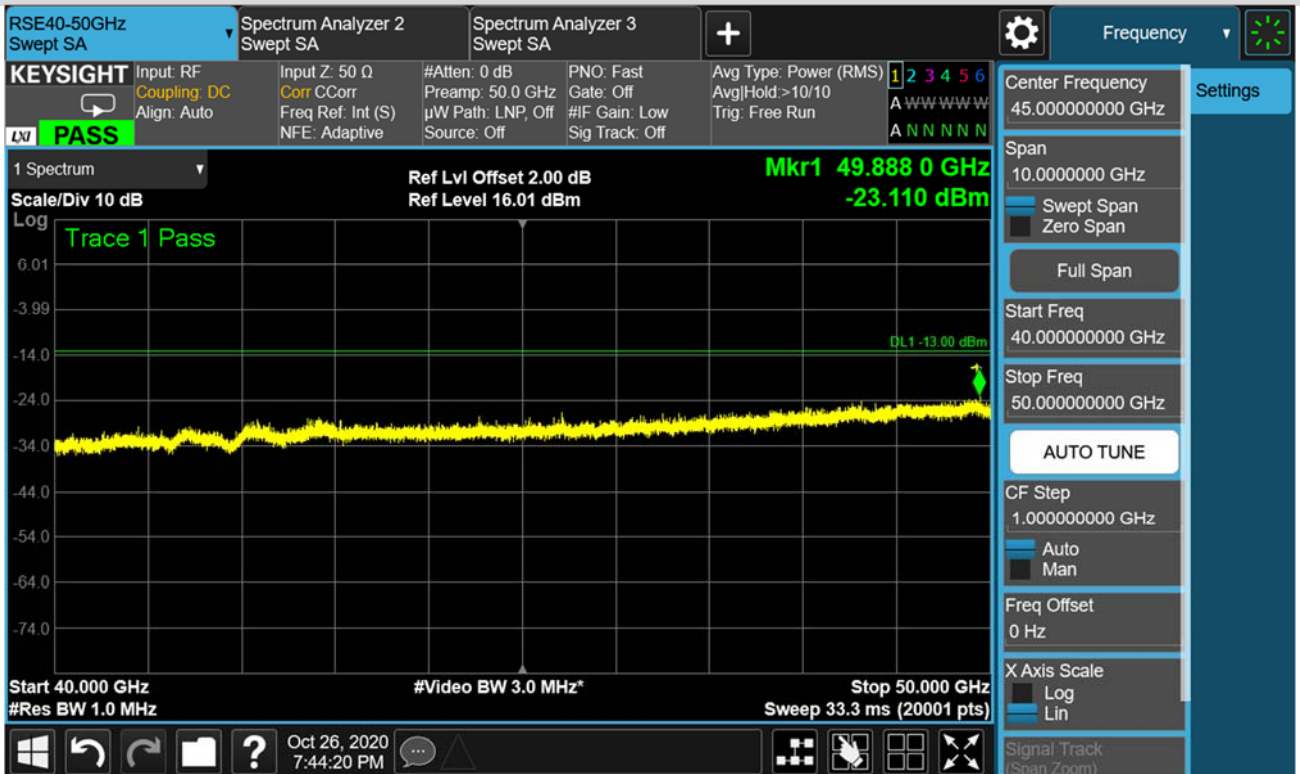 RSE40-50GHz
Swept SA
Spectrum Analyzer 2
Swept SA
Spectrum Analyzer 3
Swept SA
Frequency
KEYSIGHT
LXI PASS
Input: RF
Coupling: DC
Align: Auto
Input Z: 50 Ω
Corr CCorr
Freq Ref: Int (S)
NFE: Adaptive
#Atten: 0 dB
Preamp: 50.0 GHz
µW Path: LNP, Off
Source: Off
PNO: Fast
Gate: Off
#IF Gain: Low
Sig Track: Off
Avg Type: Power (RMS)
Avg|Hold:>10/10
Trig: Free Run
1 2 3 4 5 6
A W W W W W
A N N N N N
1 Spectrum
Scale/Div 10 dB
Ref Lvl Offset 2.00 dB
Ref Level 16.01 dBm
Mkr1 49.888 0 GHz
-23.110 dBm
Log
Trace 1 Pass
6.01
-3.99
-14.0
-24.0
-34.0
-44.0
-54.0
-64.0
-74.0
DL1 -13.00 dBm
1
Start 40.000 GHz
#Res BW 1.0 MHz
#Video BW 3.0 MHz*
Stop 50.000 GHz
Sweep 33.3 ms (20001 pts)
Oct 26, 2020
7:44:20 PM
Center Frequency
45.000000000 GHz
Span
10.0000000 GHz
Swept Span
Zero Span
Full Span
Start Freq
40.000000000 GHz
Stop Freq
50.000000000 GHz
AUTO TUNE
CF Step
1.000000000 GHz
Auto
Man
Freq Offset
0 Hz
X Axis Scale
Log
Lin
Signal Track
(Span Zoom)
Settings